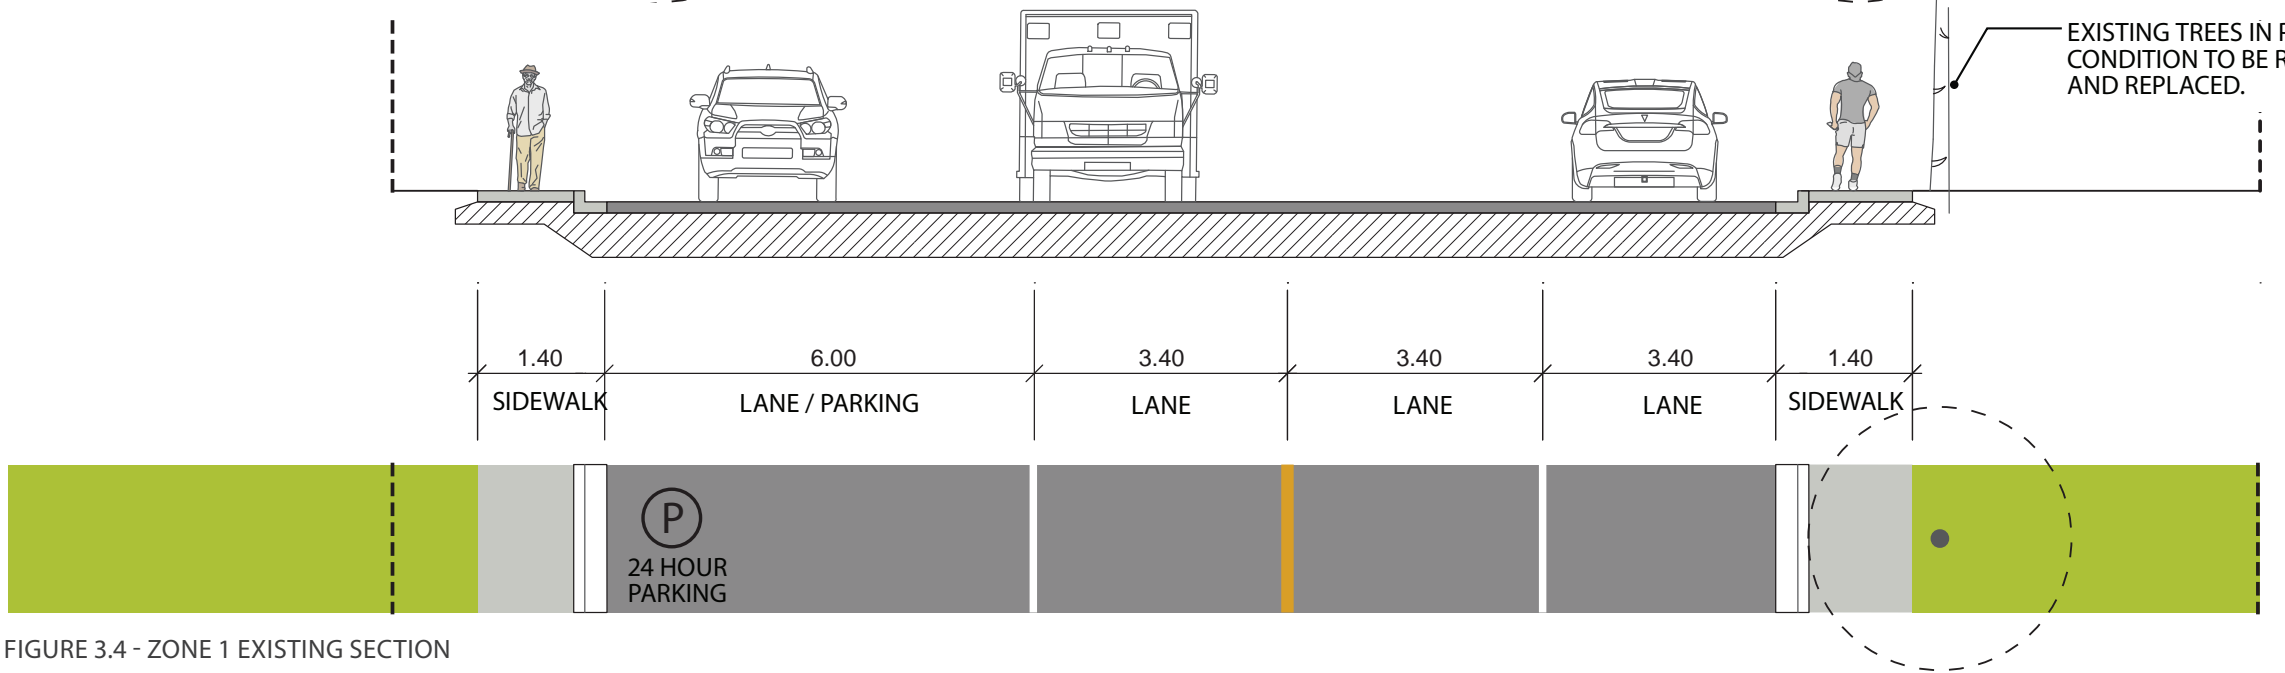 EXISTING TREES IN
CONDITION TO BE
AND REPLACED.
1.40 6.00 3.40 3.40 3.40 1.40
SIDEWALK LANE / PARKING LANE LANE LANE SIDEWALK
P
24 HOUR
PARKING
FIGURE 3.4 - ZONE 1 EXISTING SECTION